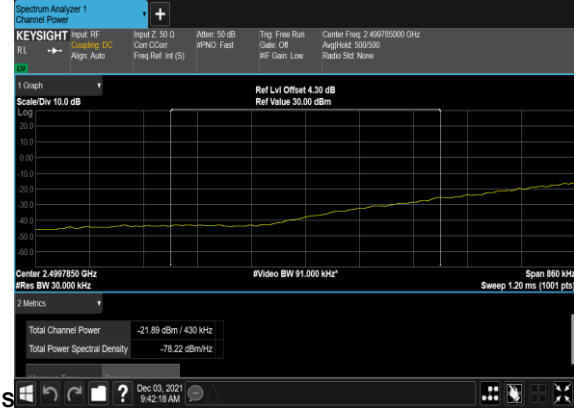 Spectrum Analyzer 1
Channel Power
KEYSIGHT Input: RF Input Z: 50 Ω Atten: 50 dB Trig: Free Run Center Freq: 2.499785000 GHz
RL Coupling: DC Corr CCorr #PNO: Fast Gate: Off Avg|Hold: 500/500
Align: Auto Freq Ref: Int (S) #IF Gain: Low Radio Std: None
1 Graph
Ref Lvl Offset 4.30 dB
Scale/Div 10.0 dB Ref Value 30.00 dBm
Log
20.0
10.0
0.00
-10.0
-20.0
-30.0
-40.0
-50.0
-60.0
Center 2.4997850 GHz #Video BW 91.000 kHz* Span 860 kHz
#Res BW 30.000 kHz Sweep 1.20 ms (1001 pts)
2 Metrics
Total Channel Power -21.89 dBm / 430 kHz
Total Power Spectral Density -78.22 dBm/Hz
S
?
Dec 03, 2021
9:42:18 AM